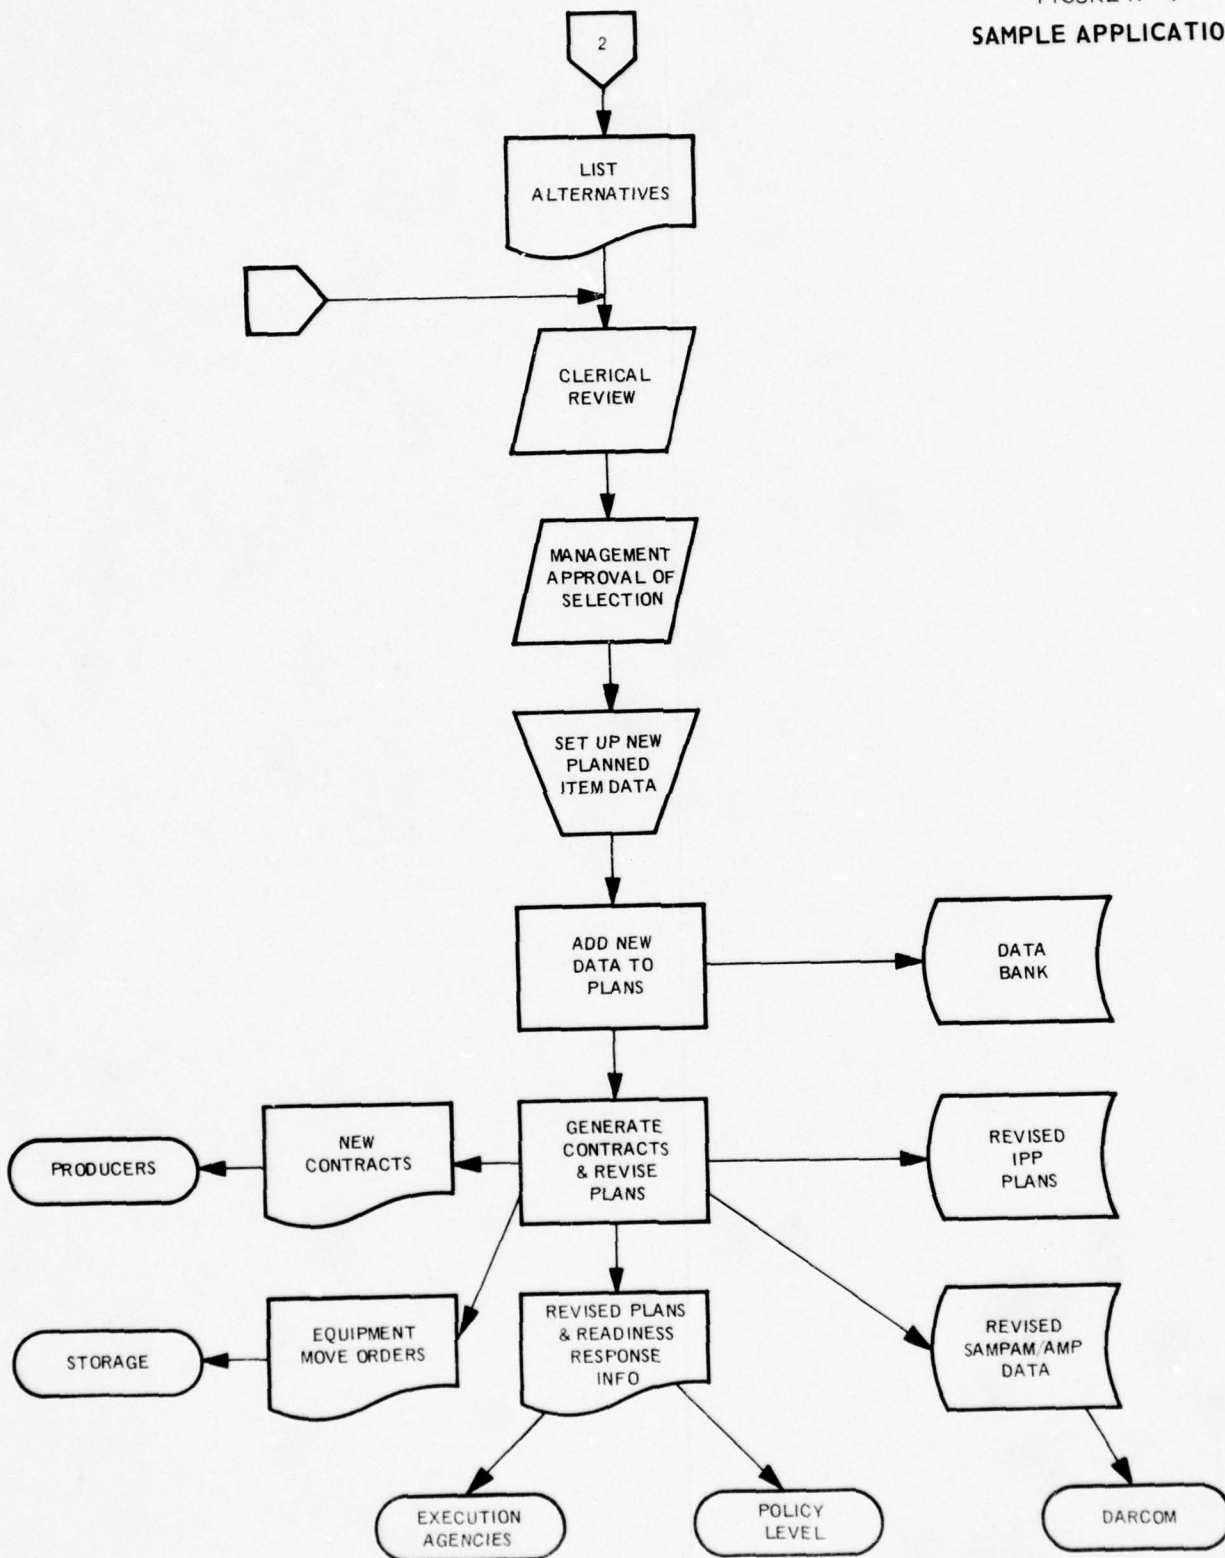 SAMPLE APPLICATIO
2
LIST
ALTERNATIVES
CLERICAL
REVIEW
MANAGEMENT
APPROVAL OF
SELECTION
SET UP NEW
PLANNED
ITEM DATA
ADD NEW
DATA TO
PLANS
DATA
BANK
PRODUCERS
NEW
CONTRACTS
GENERATE
CONTRACTS
& REVISE
PLANS
REVISED
IPP
PLANS
STORAGE
EQUIPMENT
MOVE ORDERS
REVISED PLANS
& READINESS
RESPONSE
INFO
REVISED
SAMPAM/AMP
DATA
EXECUTION
AGENCIES
POLICY
LEVEL
DARCOM